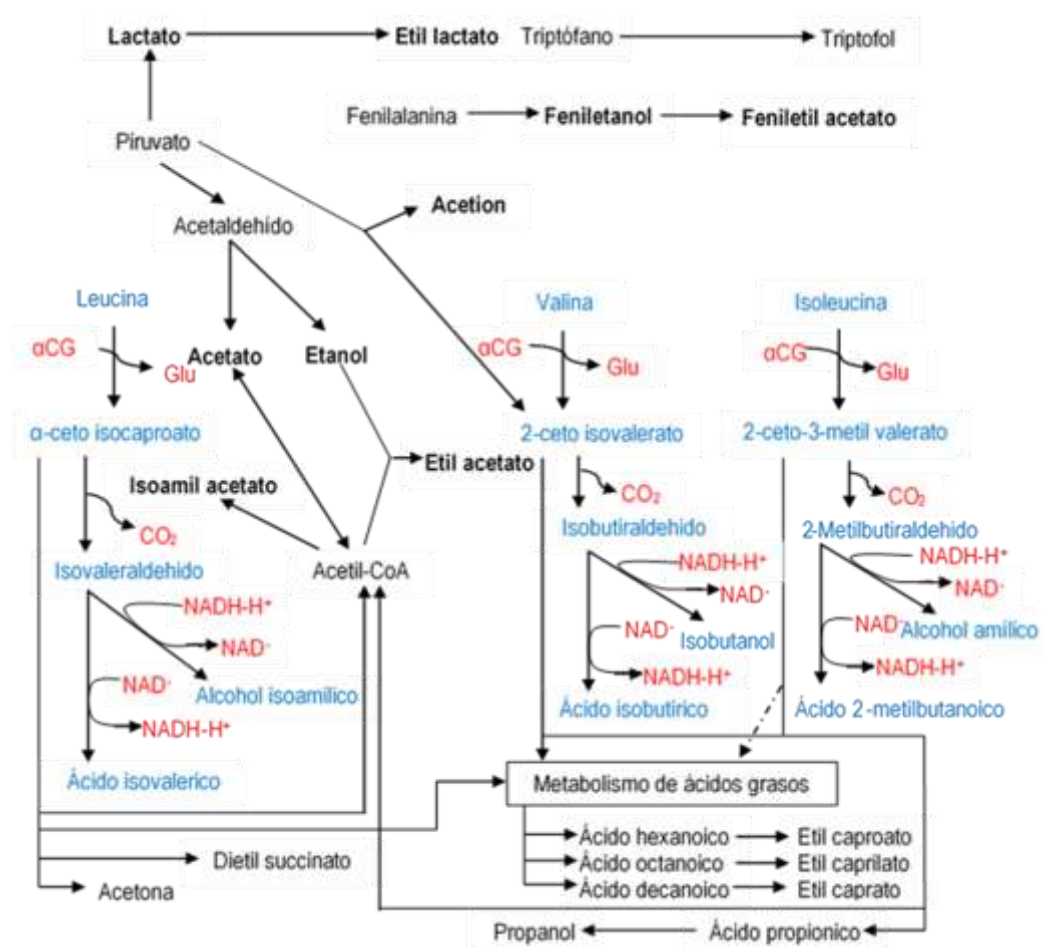 Lactato
Etil lactato
Triptófano
Triptofol
Fenilalanina
Feniletanol
Feniletil acetato
Piruvato
Acetion
Acetaldehído
Leucina
Valina
Isoleucina
αCG
Glu
Acetato
Etanol
αCG
Glu
αCG
Glu
α-ceto isocaproato
2-ceto isovalerato
2-ceto-3-metil valerato
Etil acetato
Isoamil acetato
CO₂
CO₂
CO₂
Isobutiraldehido
2-Metilbutiraldehido
Isovaleraldehido
Acetil-CoA
NADH-H⁺
NADH-H⁺
NAD⁻
NAD⁻
NADH-H⁺
NAD⁻
NAD⁻
NAD⁻
Isobutanol
Alcohol amílico
NADH-H⁺
NADH-H⁺
NAD⁻
Alcohol isoamílico
NADH-H⁺
Ácido isobutírico
Ácido 2-metilbutanoico
Ácido isovalerico
Metabolismo de ácidos grasos
Ácido hexanoico
Etil caproato
Ácido octanoico
Etil caprilato
Ácido decanoico
Etil caprato
Dietil succinato
Acetona
Propanol
Ácido propionico